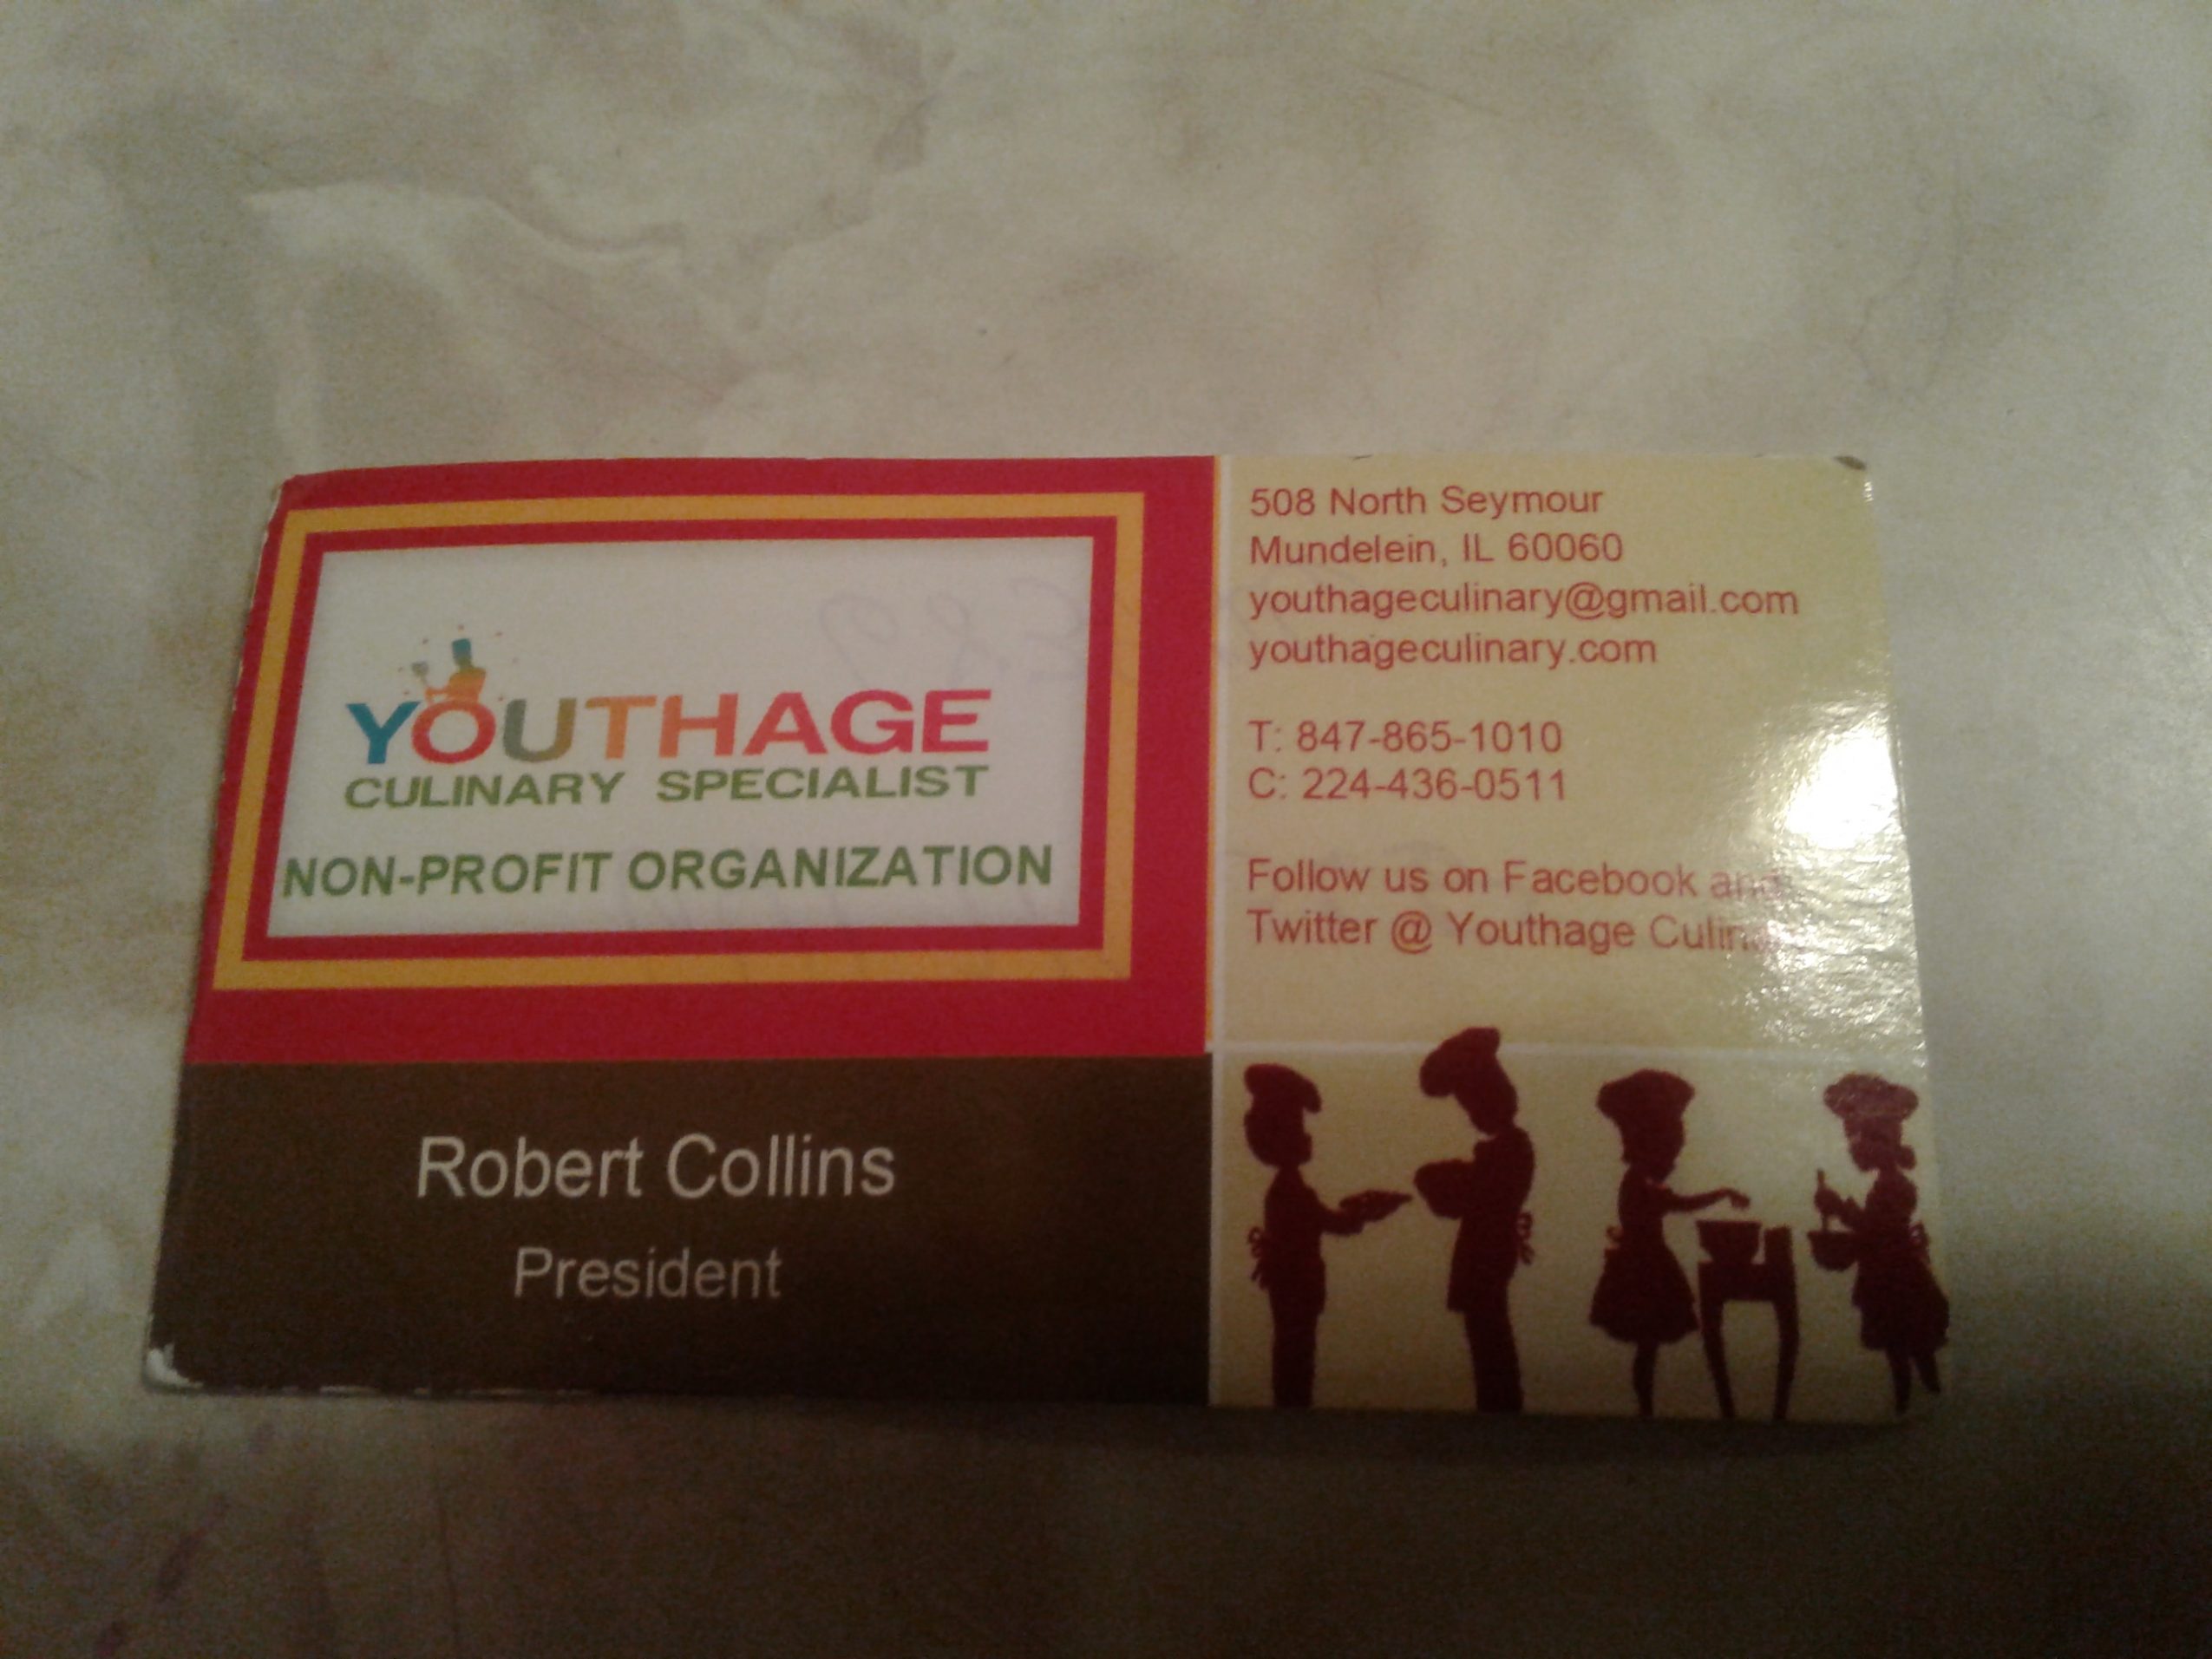 YOUTHAGE
CULINARY SPECIALIST
NON-PROFIT ORGANIZATION
Robert Collins
President
508 North Seymour
Mundelein, IL 60060
youthageculinary@gmail.com
youthageculinary.com
T: 847-865-1010
C: 224-436-0511
Follow us on Facebook and
Twitter @ Youthage